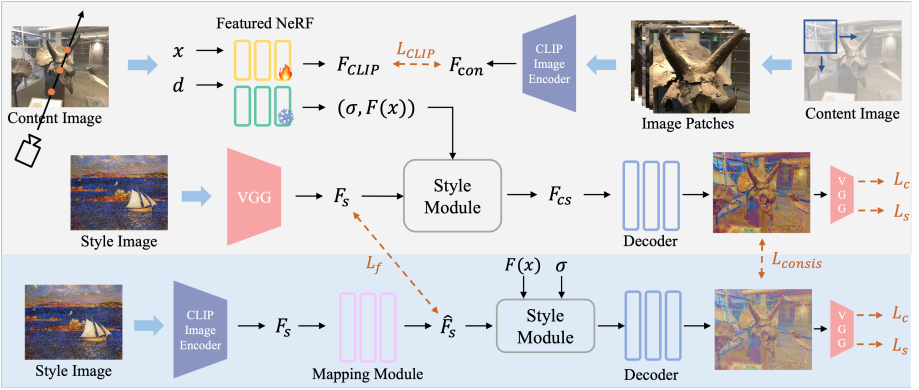 Featured NeRF
x
d
F_CLIP
L_CLIP
F_con
CLIP
Image
Encoder
Content Image
(σ, F(x))
Image Patches
Content Image
VGG
F_s
Style
Module
F_cs
V
G
G
L_c
L_s
Style Image
Decoder
L_f
F(x)
σ
L_consis
CLIP
Image
Encoder
F_s
F̂_s
Style
Module
V
G
G
L_c
L_s
Style Image
Mapping Module
Decoder